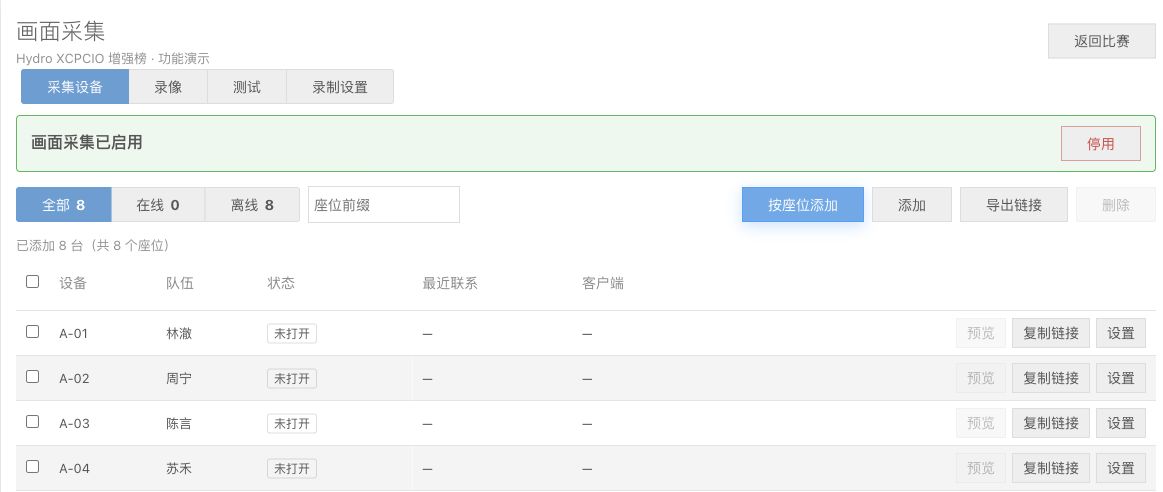 画面采集
Hydro XCPCIO 增强榜 · 功能演示
返回比赛
采集设备 录像 测试 录制设置
画面采集已启用 停用
全部 8 在线 0 离线 8 座位前缀 按座位添加 添加 导出链接 删除
已添加 8 台（共 8 个座位）
设备 队伍 状态 最近联系 客户端
A-01 林澈 未打开 — — 预览 复制链接 设置
A-02 周宁 未打开 — — 预览 复制链接 设置
A-03 陈言 未打开 — — 预览 复制链接 设置
A-04 苏禾 未打开 — — 预览 复制链接 设置